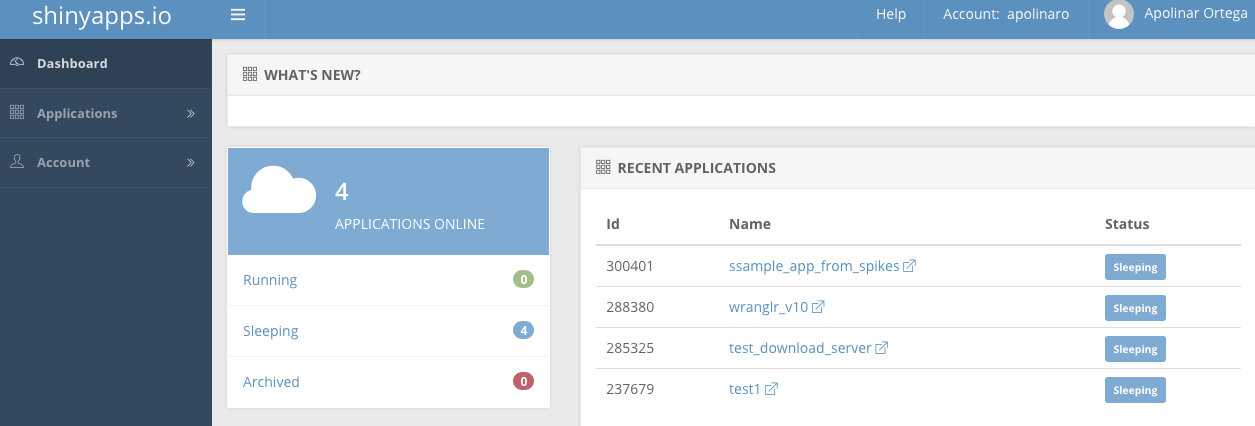 shinyapps.io
Help
Account: apolinaro
Apolinar Ortega
Dashboard
Applications
Account
WHAT'S NEW?
4
APPLICATIONS ONLINE
Running 0
Sleeping 4
Archived 0
RECENT APPLICATIONS
Id Name Status
300401 ssample_app_from_spikes Sleeping
288380 wranglr_v10 Sleeping
285325 test_download_server Sleeping
237679 test1 Sleeping